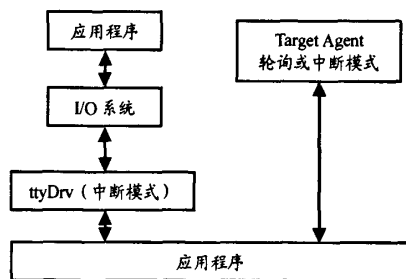 应用程序
Target Agent
轮询或中断模式
I/O 系统
ttyDrv（中断模式）
应用程序